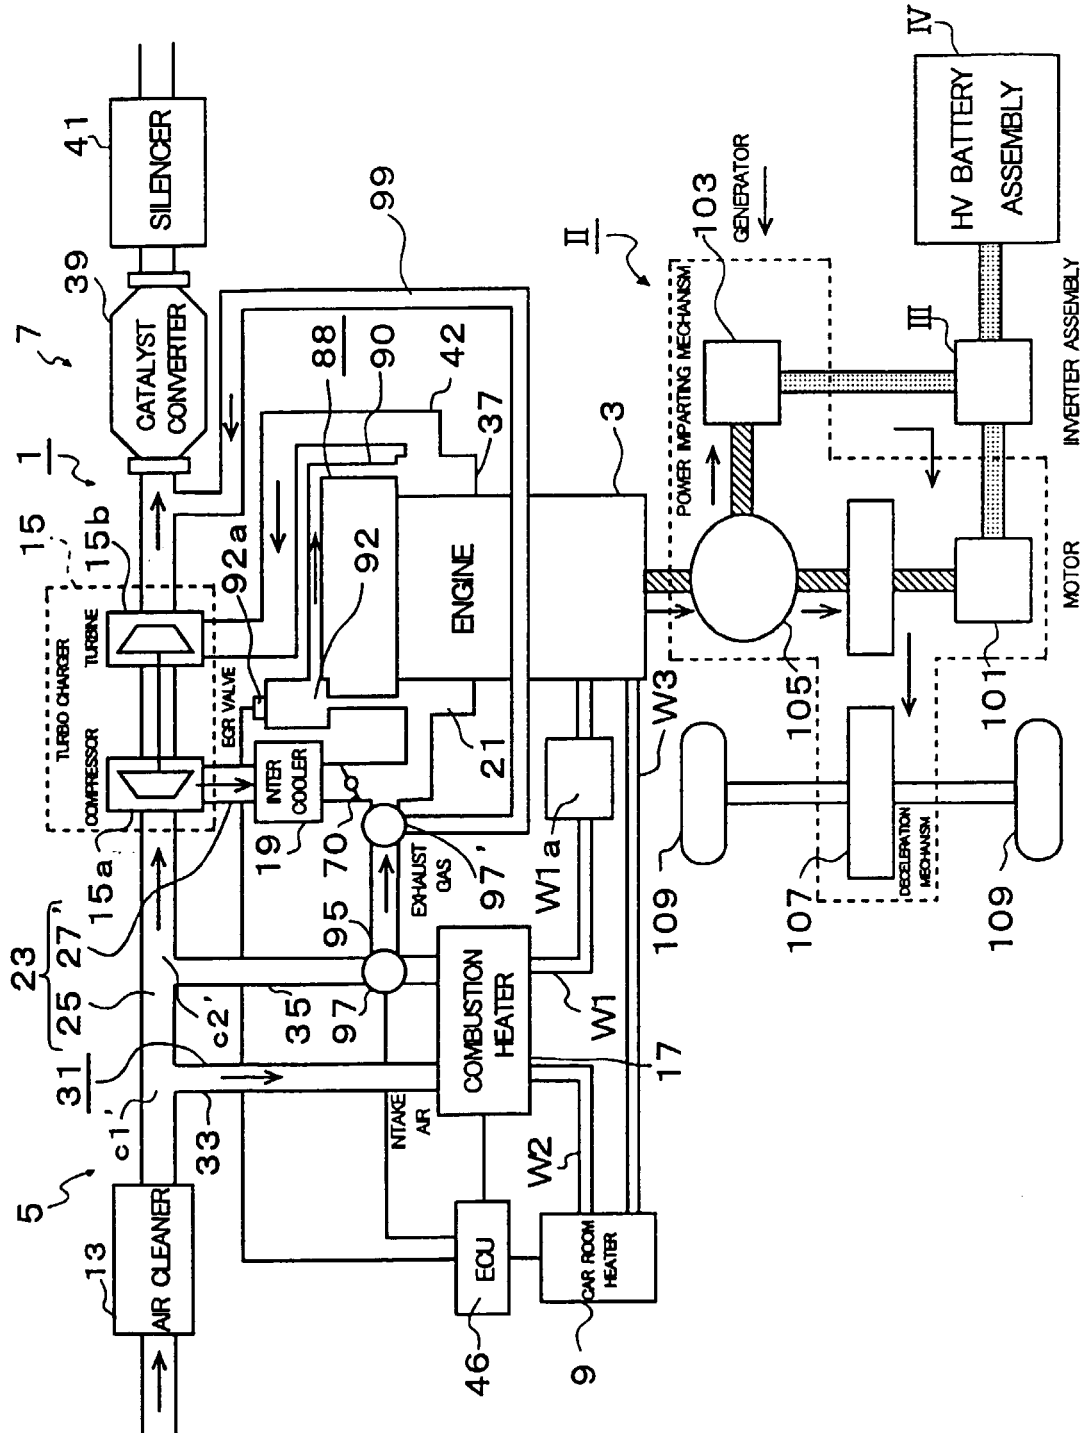 5
13
AIR CLEANER
c1'
33
31
23
25
27'
c2'
35
INTAKE
AIR
97
95
15a
15
TURBO CHARGER
COMPRESSOR
TURBINE
15b
1
7
39
CATALYST
CONVERTER
41
SILENCER
EGR VALVE
92a
INTER
COOLER
19
70
EXHAUST
GAS
97'
92
88
90
42
37
99
21
ENGINE
3
COMBUSTION
HEATER
17
46
ECU
9
CAR ROOM
HEATER
W2
W1
W1a
W3
II
POWER IMPARTING MECHANISM
103
GENERATOR
IV
HV BATTERY
ASSEMBLY
III
INVERTER ASSEMBLY
105
101
MOTOR
107
DECELERATION
MECHANISM
109
109